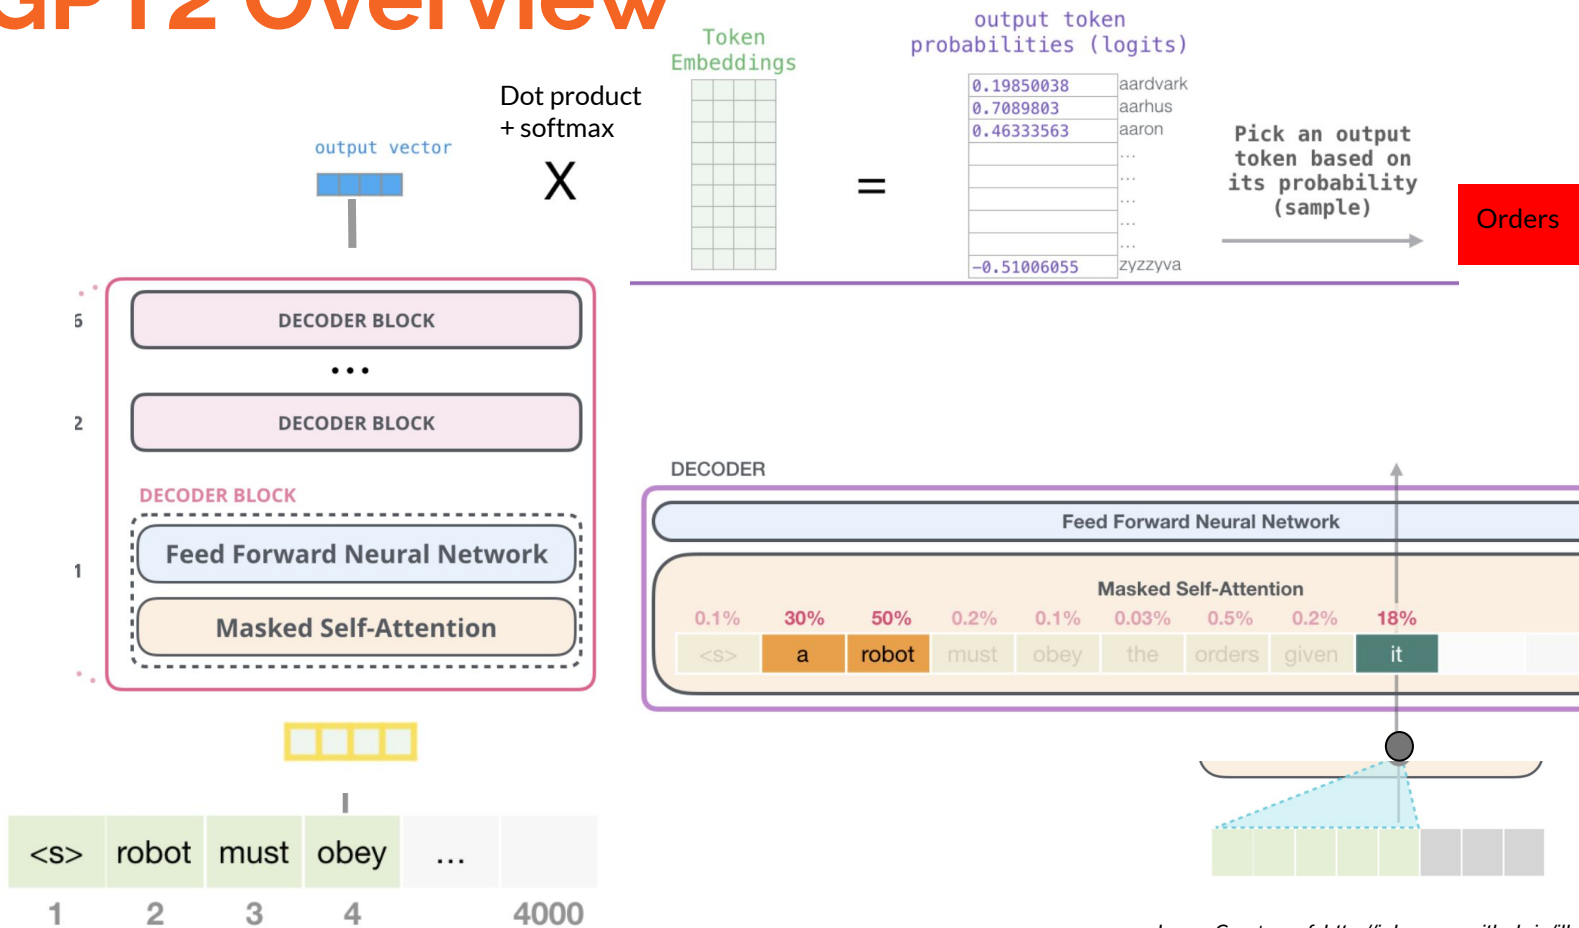 GPT2 Overview
Token
Embeddings
output token
probabilities (logits)
Dot product
+ softmax
output vector
X
=
0.19850038 aardvark
0.7089803 aarhus
0.46333563 aaron
...
...
...
...
...
-0.51006055 zyzzyva
Pick an output
token based on
its probability
(sample)
Orders
6
DECODER BLOCK
...
2
DECODER BLOCK
DECODER BLOCK
1
Feed Forward Neural Network
Masked Self-Attention
<s> robot must obey ...
1 2 3 4 4000
DECODER
Feed Forward Neural Network
Masked Self-Attention
0.1% 30% 50% 0.2% 0.1% 0.03% 0.5% 0.2% 18%
<s> a robot must obey the orders given it